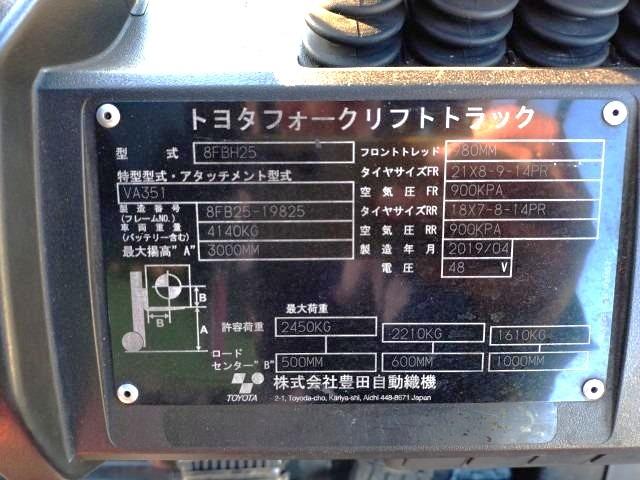 トヨタフォークリフトトラック
型 式 8FBH25
フロントトレッド 980MM
特型型式・アタッチメント型式
タイヤサイズFR 21X8-9-14PR
VA351
空気圧 FR 900KPA
製造番号(フレームNO.) 8FB25-19825
タイヤサイズRR 18X7-8-14PR
車両重量(バッテリー含む) 4140KG
空気圧 RR 900KPA
最大揚高"A" 3000MM
製造年月 2019/04
電圧 48 V
B
B
A
最大荷重
許容荷重 2450KG 2210KG 1610KG
ロードセンター"B" 500MM 600MM 1000MM
TOYOTA
株式会社豊田自動織機
2-1, Toyoda-cho, Kariya-shi, Aichi 448-8671 Japan